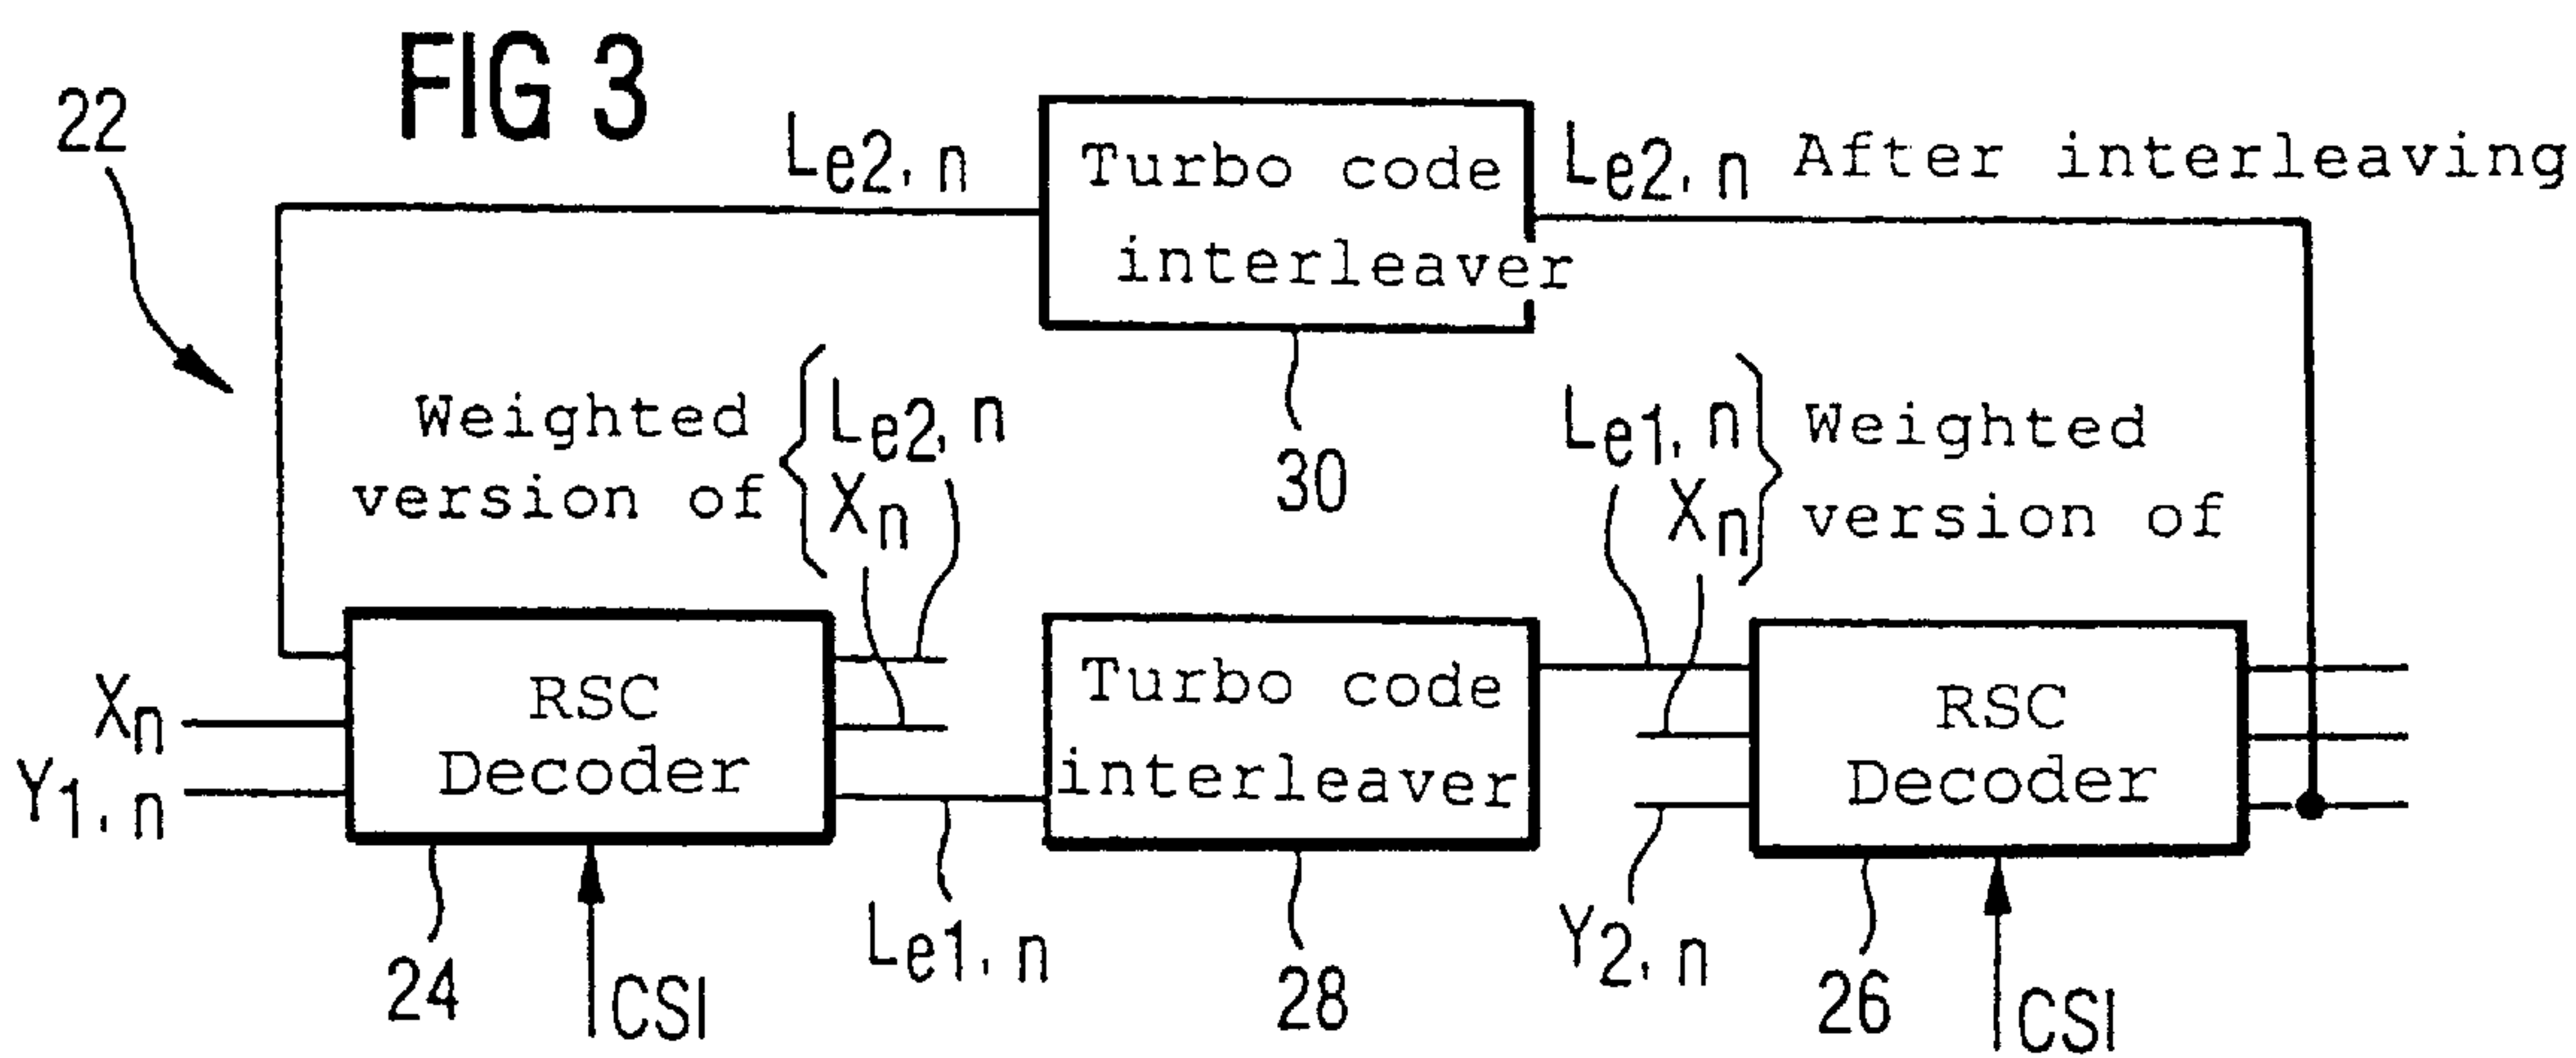 FIG 3
22
Le2, n
Turbo code
interleaver
Le2, n After interleaving
30
Weighted
version of
Le2, n
Xn
Le1, n
Xn
Weighted
version of
Xn
Y1, n
RSC
Decoder
24
CSI
Le1, n
Turbo code
interleaver
28
Y2, n
RSC
Decoder
26
CSI